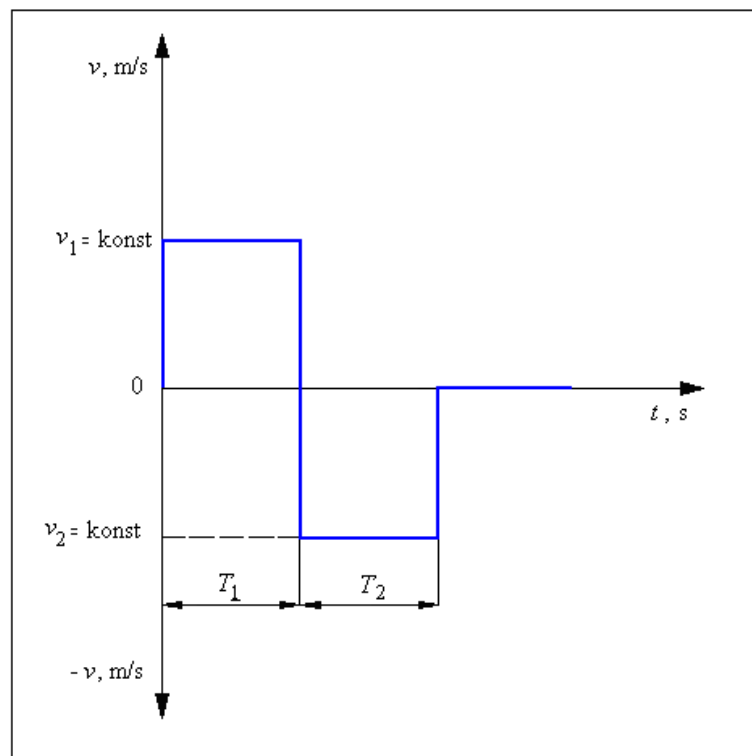 v, m/s
v1 = konst
0
t , s
v2 = konst
T1
T2
- v, m/s